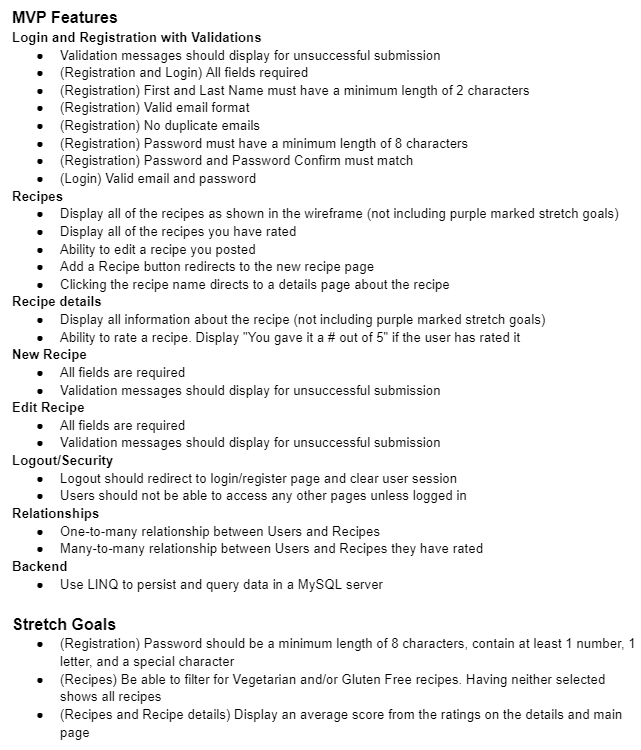 MVP Features
Login and Registration with Validations
● Validation messages should display for unsuccessful submission
● (Registration and Login) All fields required
● (Registration) First and Last Name must have a minimum length of 2 characters
● (Registration) Valid email format
● (Registration) No duplicate emails
● (Registration) Password must have a minimum length of 8 characters
● (Registration) Password and Password Confirm must match
● (Login) Valid email and password
Recipes
● Display all of the recipes as shown in the wireframe (not including purple marked stretch goals)
● Display all of the recipes you have rated
● Ability to edit a recipe you posted
● Add a Recipe button redirects to the new recipe page
● Clicking the recipe name directs to a details page about the recipe
Recipe details
● Display all information about the recipe (not including purple marked stretch goals)
● Ability to rate a recipe. Display "You gave it a # out of 5" if the user has rated it
New Recipe
● All fields are required
● Validation messages should display for unsuccessful submission
Edit Recipe
● All fields are required
● Validation messages should display for unsuccessful submission
Logout/Security
● Logout should redirect to login/register page and clear user session
● Users should not be able to access any other pages unless logged in
Relationships
● One-to-many relationship between Users and Recipes
● Many-to-many relationship between Users and Recipes they have rated
Backend
● Use LINQ to persist and query data in a MySQL server
Stretch Goals
● (Registration) Password should be a minimum length of 8 characters, contain at least 1 number, 1
letter, and a special character
● (Recipes) Be able to filter for Vegetarian and/or Gluten Free recipes. Having neither selected
shows all recipes
● (Recipes and Recipe details) Display an average score from the ratings on the details and main
page